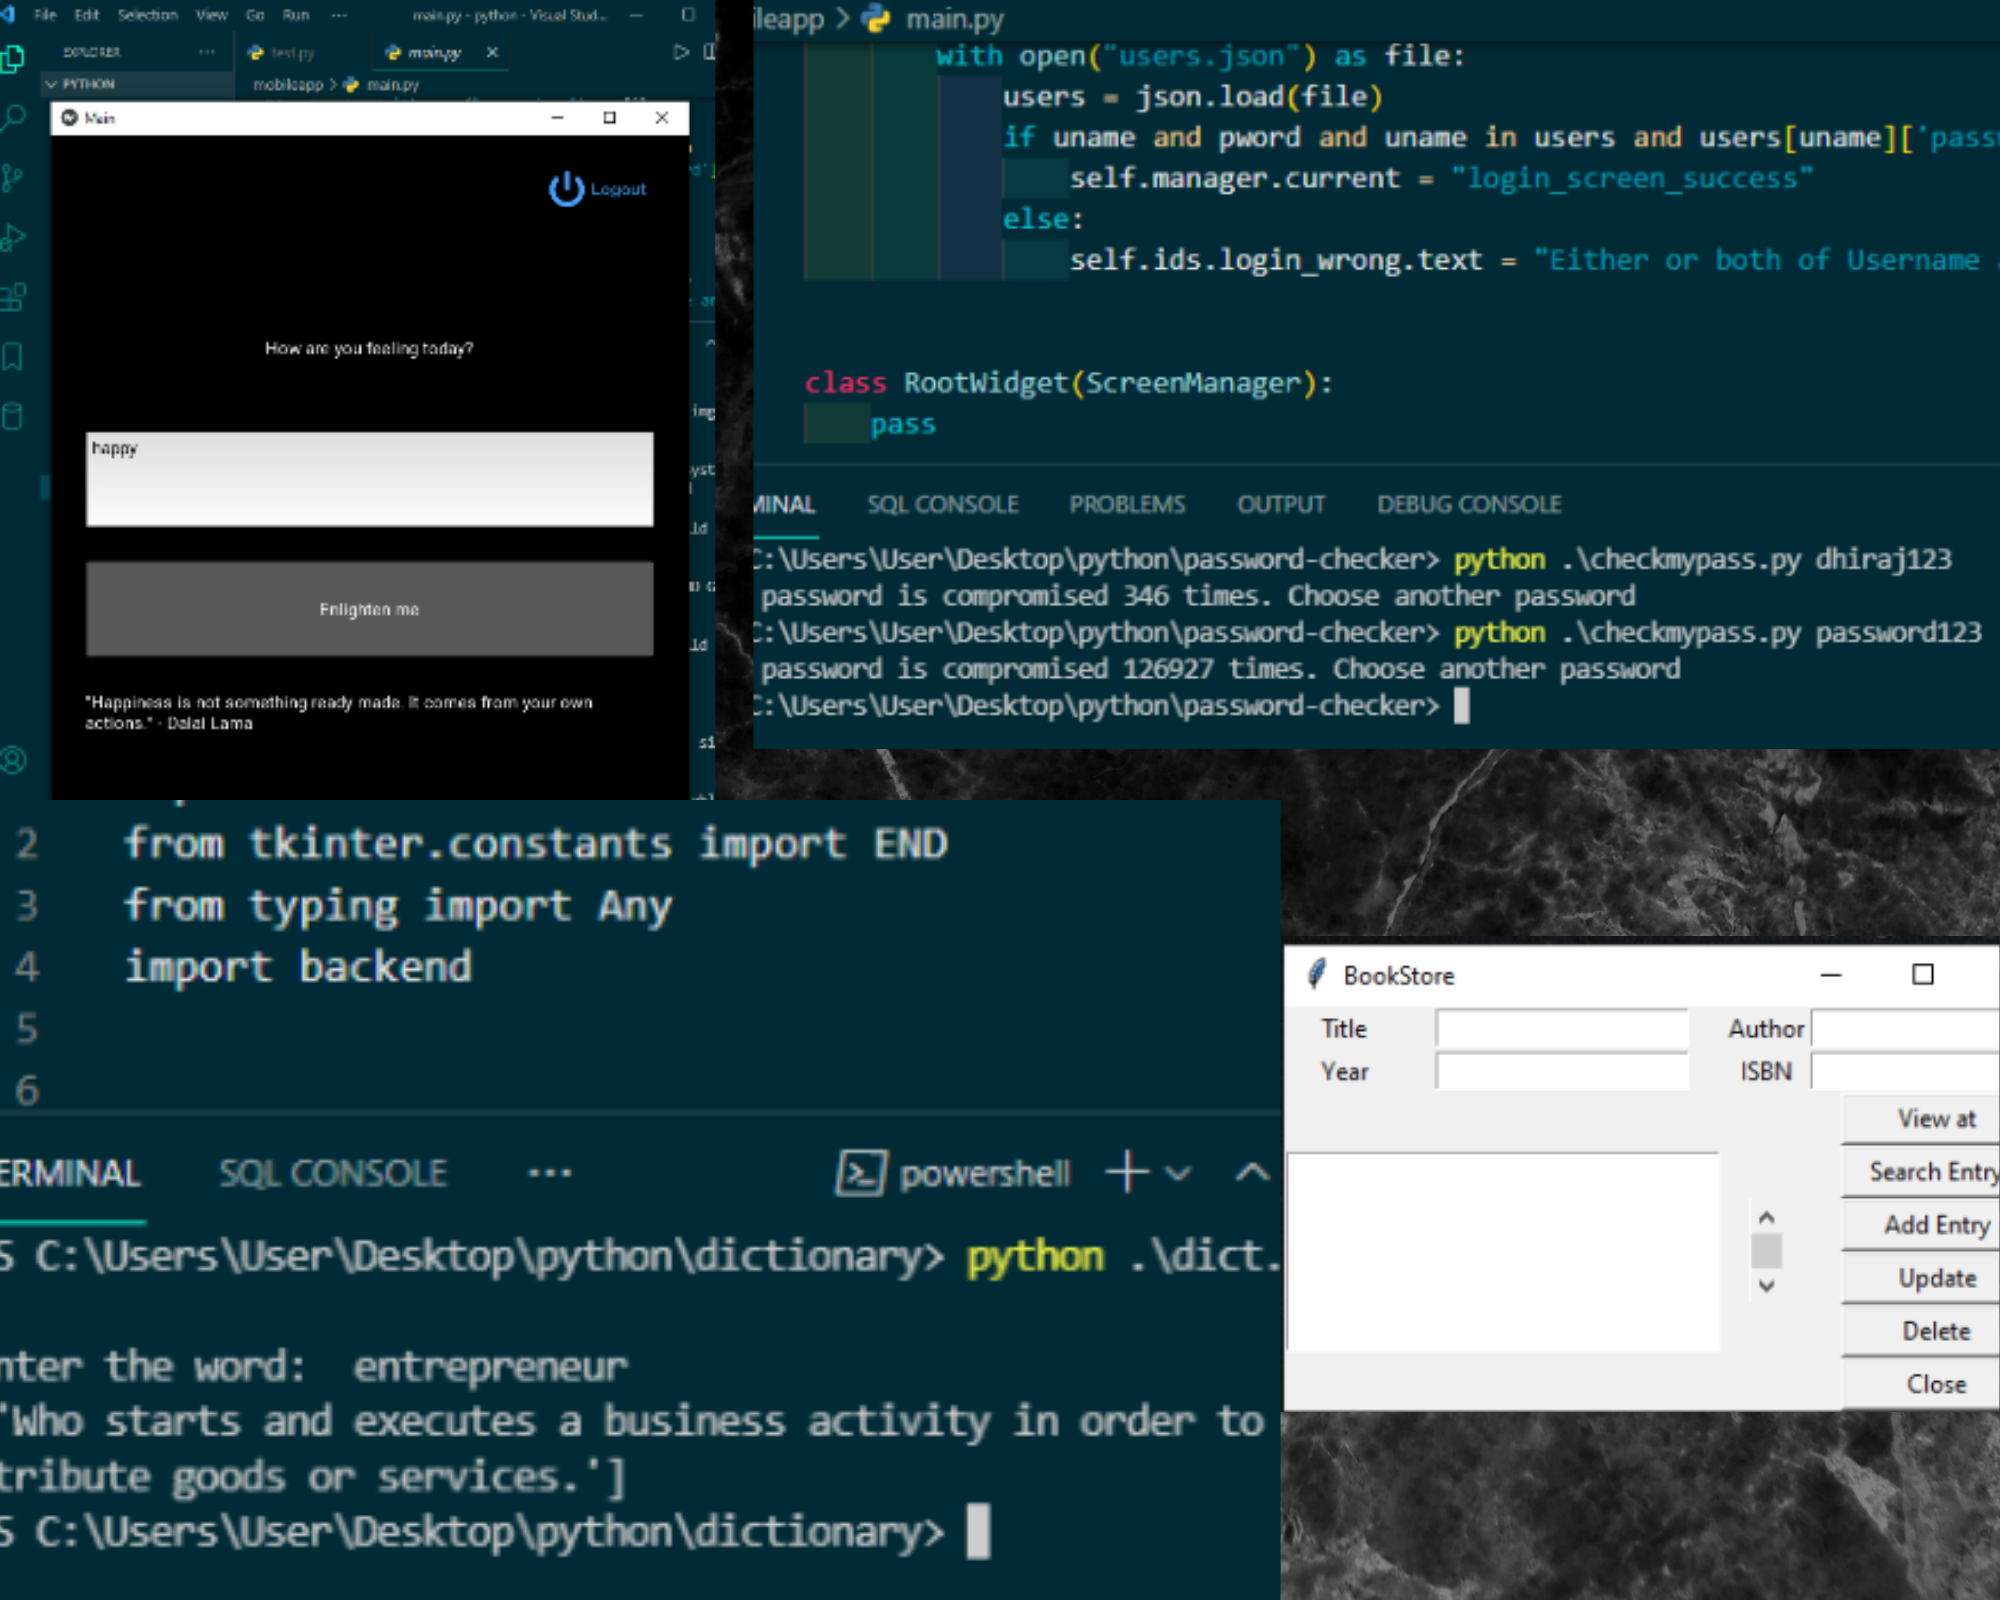 File Edit Selection View Go Run ··· main.py - python - Visual Stud...
EXPLORER ··· test.py main.py
PYTHON
mobileapp > main.py
Main
Logout
How are you feeling today?
happy
Enlighten me
"Happiness is not something ready made. It comes from your own
actions." - Dalai Lama
ileapp > main.py
with open("users.json") as file:
users = json.load(file)
if uname and pword and uname in users and users[uname]['pass
self.manager.current = "login_screen_success"
else:
self.ids.login_wrong.text = "Either or both of Username
class RootWidget(ScreenManager):
pass
MINAL SQL CONSOLE PROBLEMS OUTPUT DEBUG CONSOLE
C:\Users\User\Desktop\python\password-checker> python .\checkmypass.py dhiraj123
password is compromised 346 times. Choose another password
C:\Users\User\Desktop\python\password-checker> python .\checkmypass.py password123
password is compromised 126927 times. Choose another password
C:\Users\User\Desktop\python\password-checker>
2 from tkinter.constants import END
3 from typing import Any
4 import backend
5
6
ERMINAL SQL CONSOLE ··· powershell
S C:\Users\User\Desktop\python\dictionary> python .\dict.
nter the word: entrepreneur
'Who starts and executes a business activity in order to
tribute goods or services.']
S C:\Users\User\Desktop\python\dictionary>
BookStore
Title Author
Year ISBN
View at
Search Entry
Add Entry
Update
Delete
Close